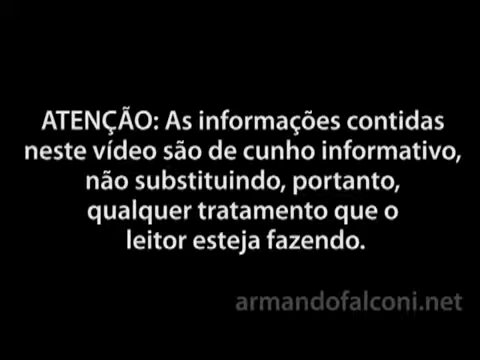 ATENÇÃO: As informações contidas
neste vídeo são de cunho informativo,
não substituindo, portanto,
qualquer tratamento que o
leitor esteja fazendo.
armandofalconi.net